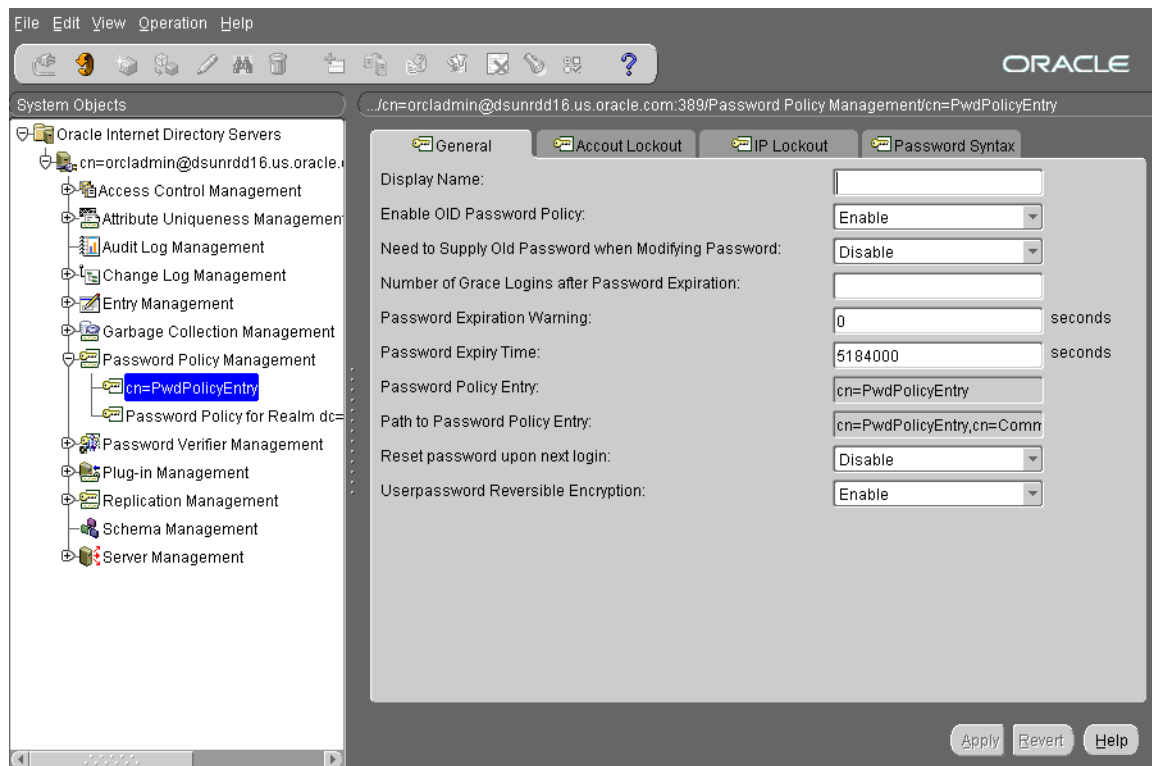 File Edit View Operation Help
ORACLE
System Objects
.../cn=orcladmin@dsunrdd16.us.oracle.com:389/Password Policy Management/cn=PwdPolicyEntry
Oracle Internet Directory Servers
cn=orcladmin@dsunrdd16.us.oracle.
Access Control Management
Attribute Uniqueness Management
Audit Log Management
Change Log Management
Entry Management
Garbage Collection Management
Password Policy Management
cn=PwdPolicyEntry
Password Policy for Realm dc=
Password Verifier Management
Plug-in Management
Replication Management
Schema Management
Server Management
General
Accout Lockout
IP Lockout
Password Syntax
Display Name:
Enable OID Password Policy: Enable
Need to Supply Old Password when Modifying Password: Disable
Number of Grace Logins after Password Expiration:
Password Expiration Warning: 0 seconds
Password Expiry Time: 5184000 seconds
Password Policy Entry: cn=PwdPolicyEntry
Path to Password Policy Entry: cn=PwdPolicyEntry,cn=Comm
Reset password upon next login: Disable
Userpassword Reversible Encryption: Enable
Apply Revert Help